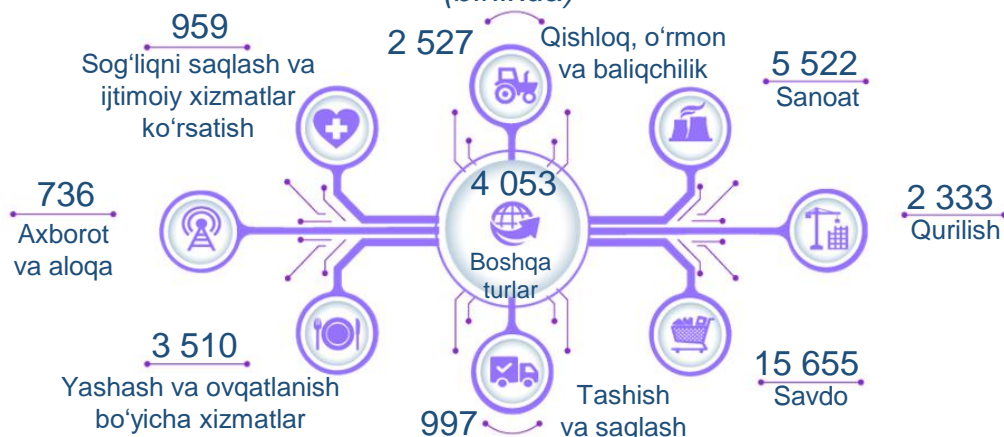 959
Sog‘liqni saqlash va
ijtimoiy xizmatlar
ko‘rsatish
2 527
Qishloq, o‘rmon
va baliqchilik
5 522
Sanoat
736
Axborot
va aloqa
4 053
Boshqa
turlar
2 333
Qurilish
3 510
Yashash va ovqatlanish
bo‘yicha xizmatlar
997
Tashish
va saqlash
15 655
Savdo